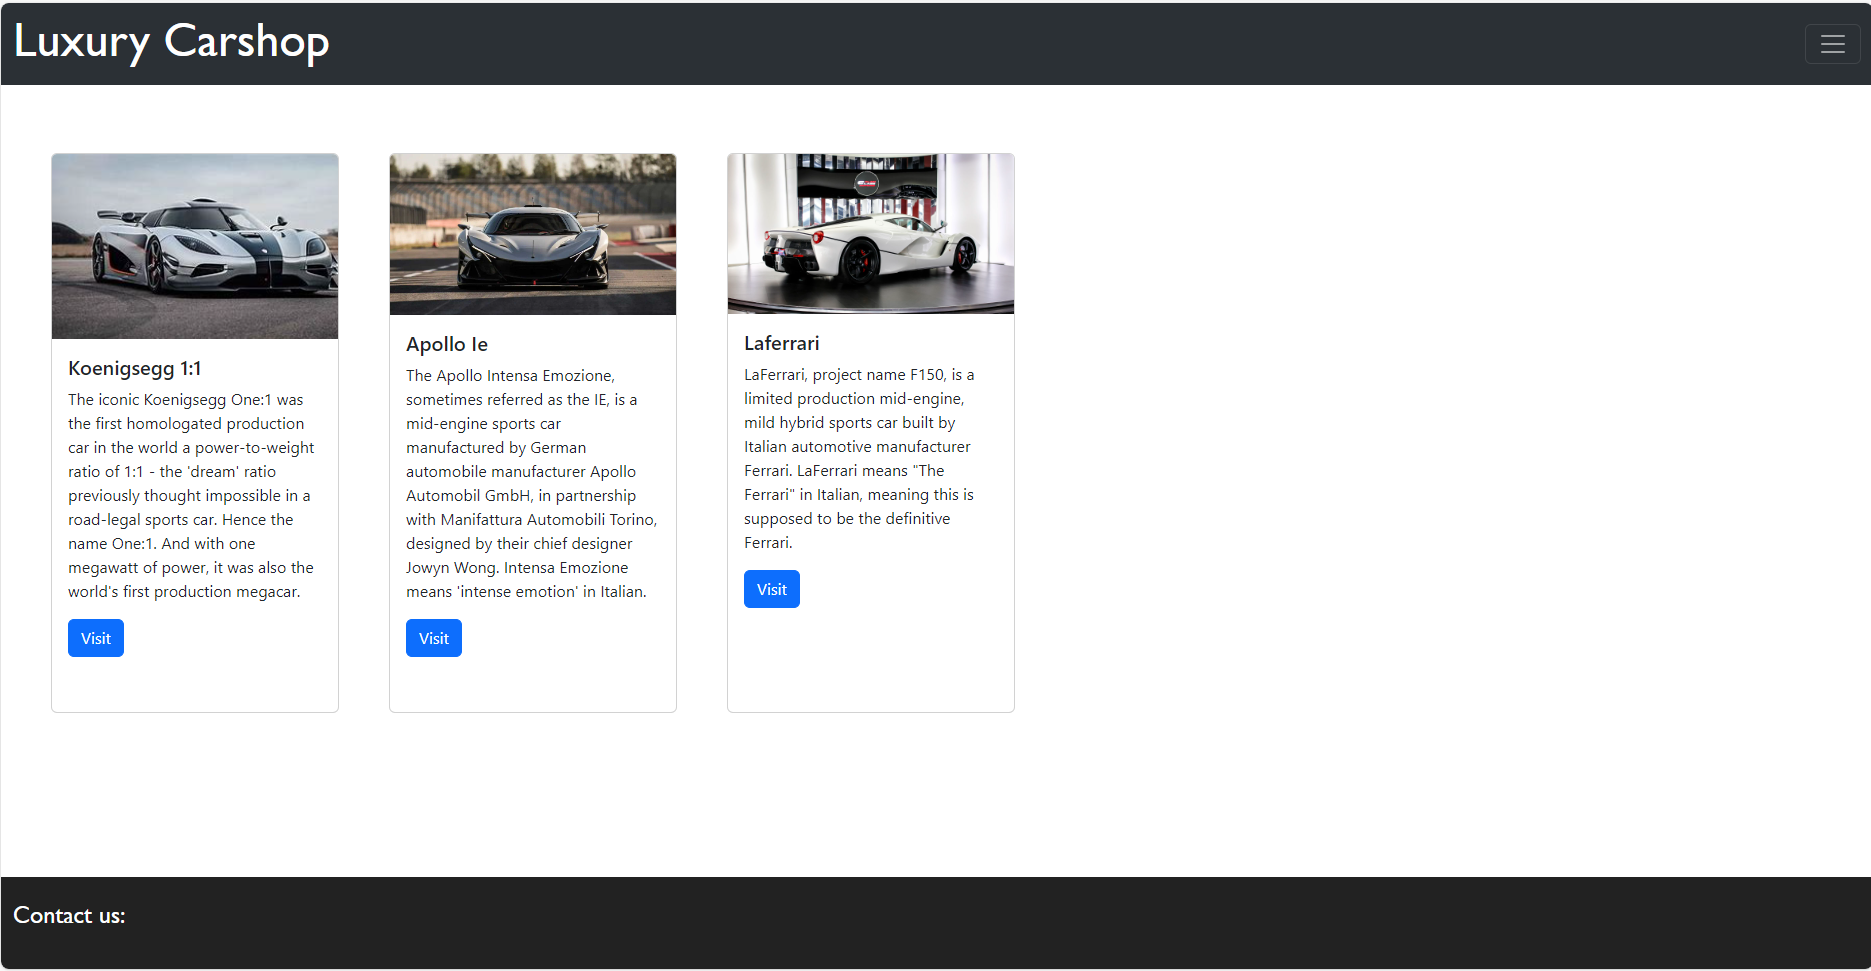 Luxury Carshop
Koenigsegg 1:1
The iconic Koenigsegg One:1 was
the first homologated production
car in the world a power-to-weight
ratio of 1:1 - the 'dream' ratio
previously thought impossible in a
road-legal sports car. Hence the
name One:1. And with one
megawatt of power, it was also the
world's first production megacar.
Visit
Apollo Ie
The Apollo Intensa Emozione,
sometimes referred as the IE, is a
mid-engine sports car
manufactured by German
automobile manufacturer Apollo
Automobil GmbH, in partnership
with Manifattura Automobili Torino,
designed by their chief designer
Jowyn Wong. Intensa Emozione
means 'intense emotion' in Italian.
Visit
Laferrari
LaFerrari, project name F150, is a
limited production mid-engine,
mild hybrid sports car built by
Italian automotive manufacturer
Ferrari. LaFerrari means "The
Ferrari" in Italian, meaning this is
supposed to be the definitive
Ferrari.
Visit
Contact us: